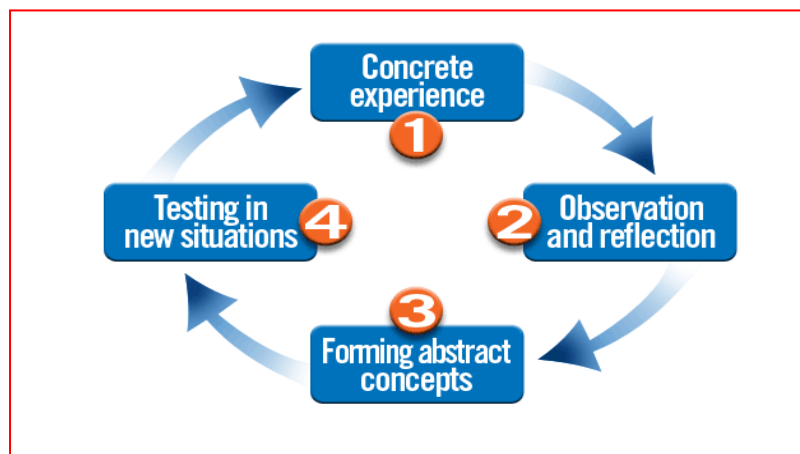 Concrete
experience
1
2
Observation
and reflection
3
Forming abstract
concepts
4
Testing in
new situations